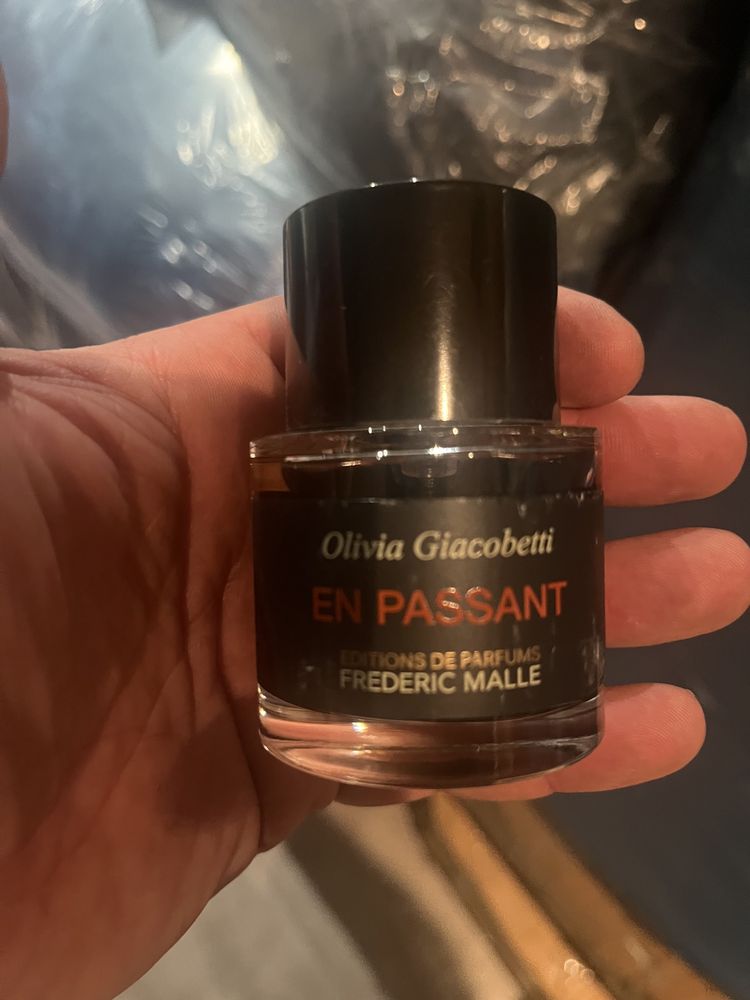 Olivia Giacobetti
EN PASSANT
EDITIONS DE PARFUMS
FREDERIC MALLE